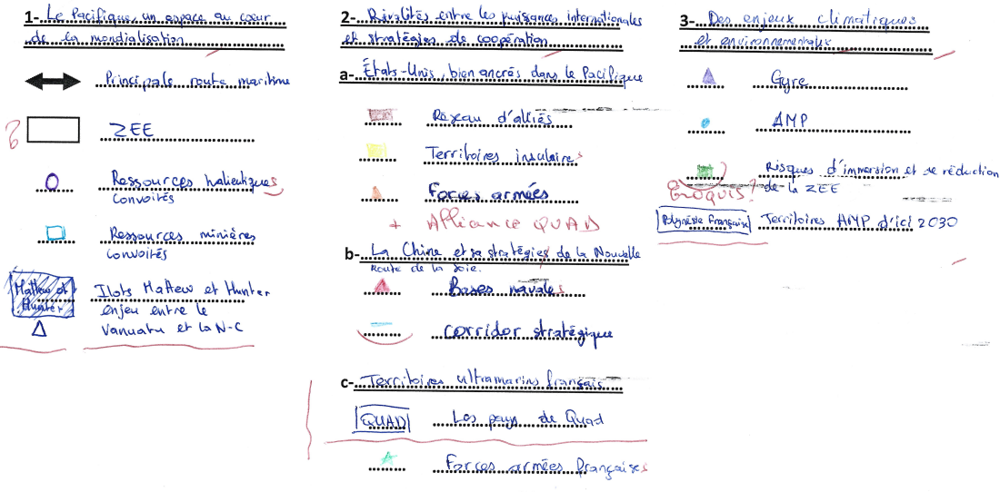 1- Le Pacifique, un espace au cœur
de la mondialisation
Principale route maritime
?
ZEE
Ressources halieutiques
convoités
Ressources minières
convoités
Mattew et
Hunter
Ilots Mattew et Hunter
enjeu entre le
Vanuatu et la N-C
2- Rivalités entre les puissances internationales
et stratégies de coopération
a- États-Unis, bien ancrés dans le Pacifique
Réseau d'alliés
Territoires insulaires
Forces armées
+ Alliance QUAD
b- La Chine et sa stratégies de la Nouvelle
Route de la soie.
Bases navales
corridor stratégique
c- Territoires ultramarins français
QUAD Les pays de Quad
Forces armées françaises
3- Des enjeux climatiques
et environnementaux
Gyre
AMP
Risques d'immersion et de réduction
de la ZEE
CROQUIS?
Polynésie Française Territoires AMP d'ici 2030